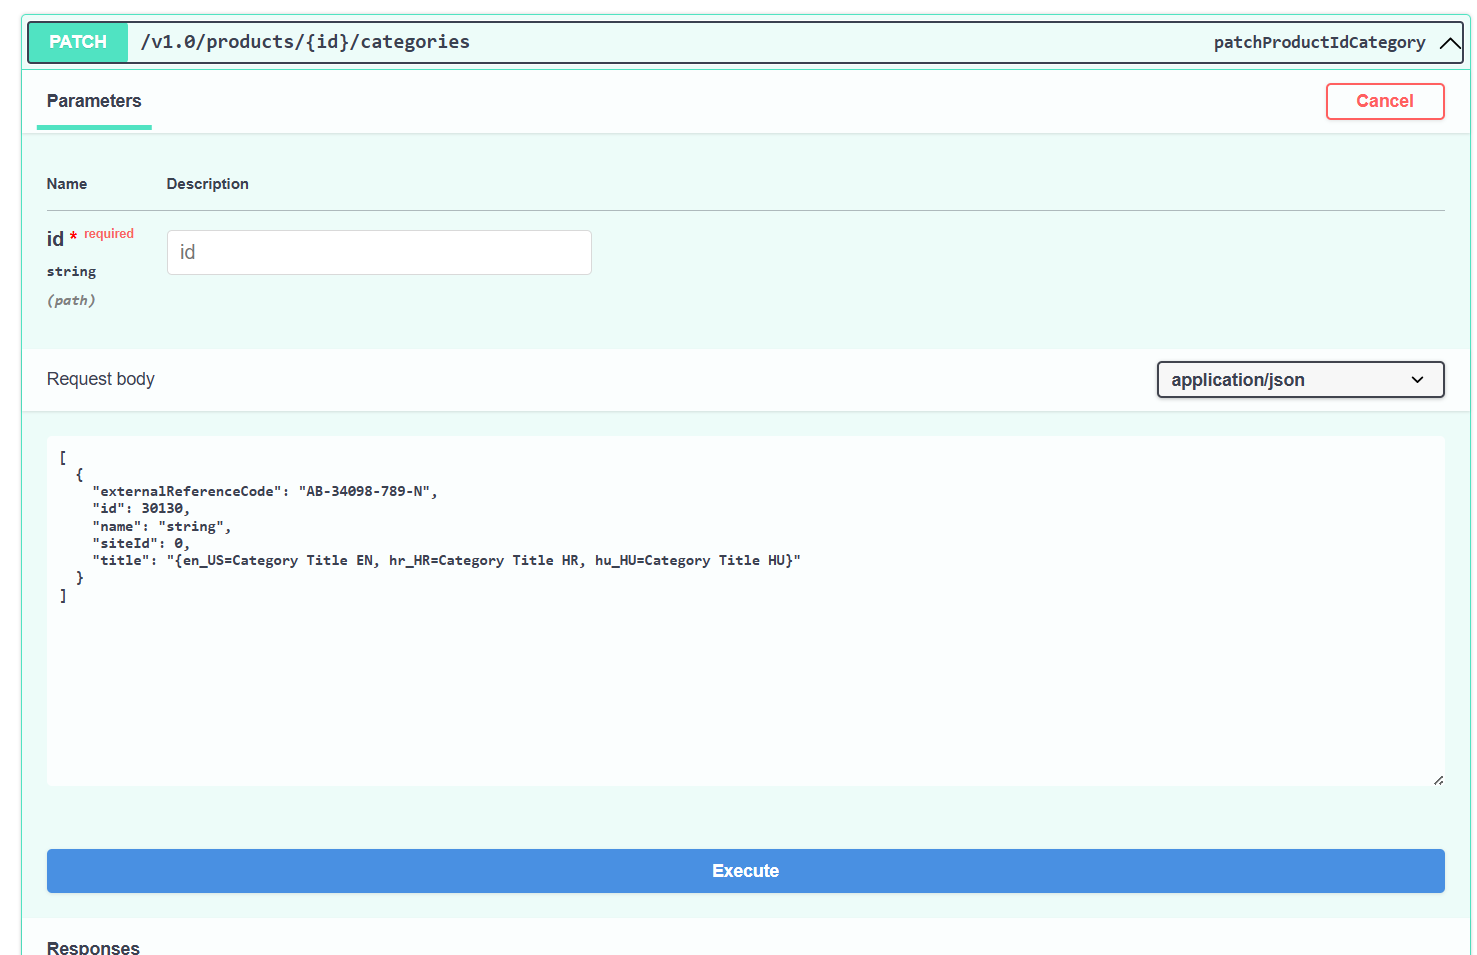 PATCH /v1.0/products/{id}/categories patchProductIdCategory
Parameters Cancel
Name Description
id * required
id
string
(path)
Request body application/json
[
  {
    "externalReferenceCode": "AB-34098-789-N",
    "id": 30130,
    "name": "string",
    "siteId": 0,
    "title": "{en_US=Category Title EN, hr_HR=Category Title HR, hu_HU=Category Title HU}"
  }
]
Execute
Responses